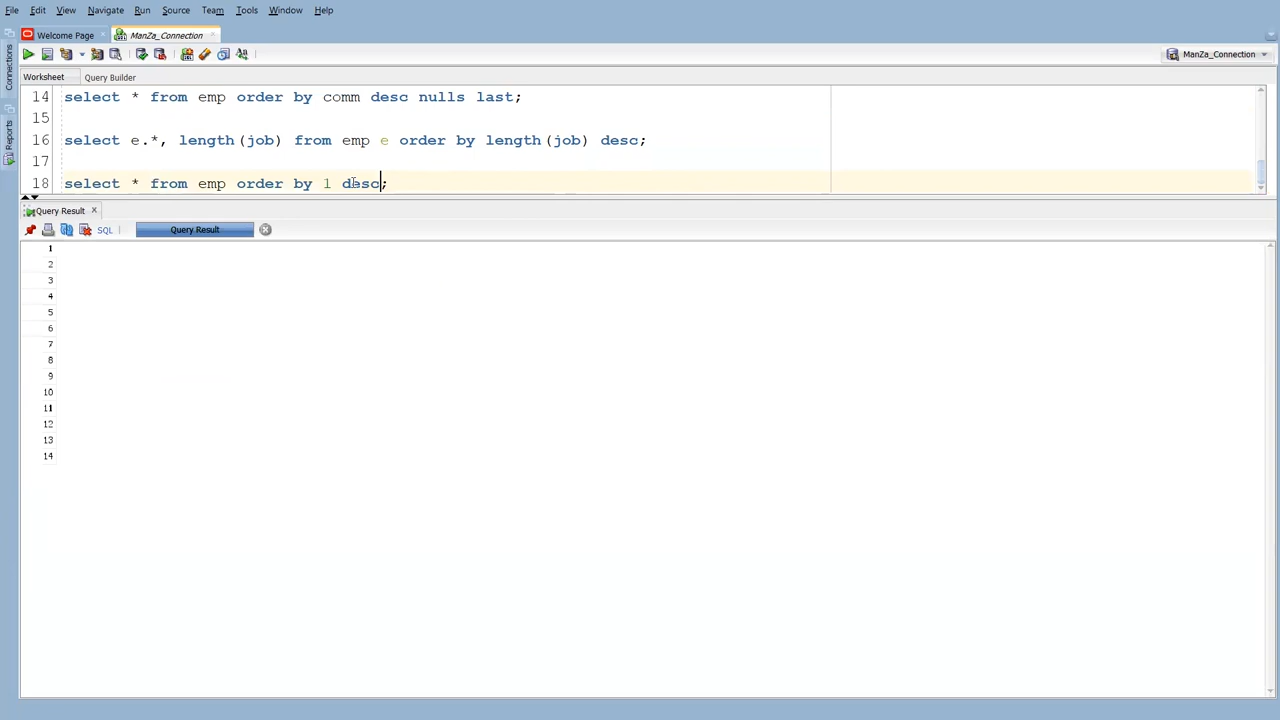 File Edit View Navigate Run Source Team Tools Window Help
Welcome Page ManZa_Connection
ManZa_Connection
Worksheet Query Builder
Connections
Reports
14 select * from emp order by comm desc nulls last;
15
16 select e.*, length(job) from emp e order by length(job) desc;
17
18 select * from emp order by 1 desc;
Query Result
SQL Query Result
1
2
3
4
5
6
7
8
9
10
11
12
13
14